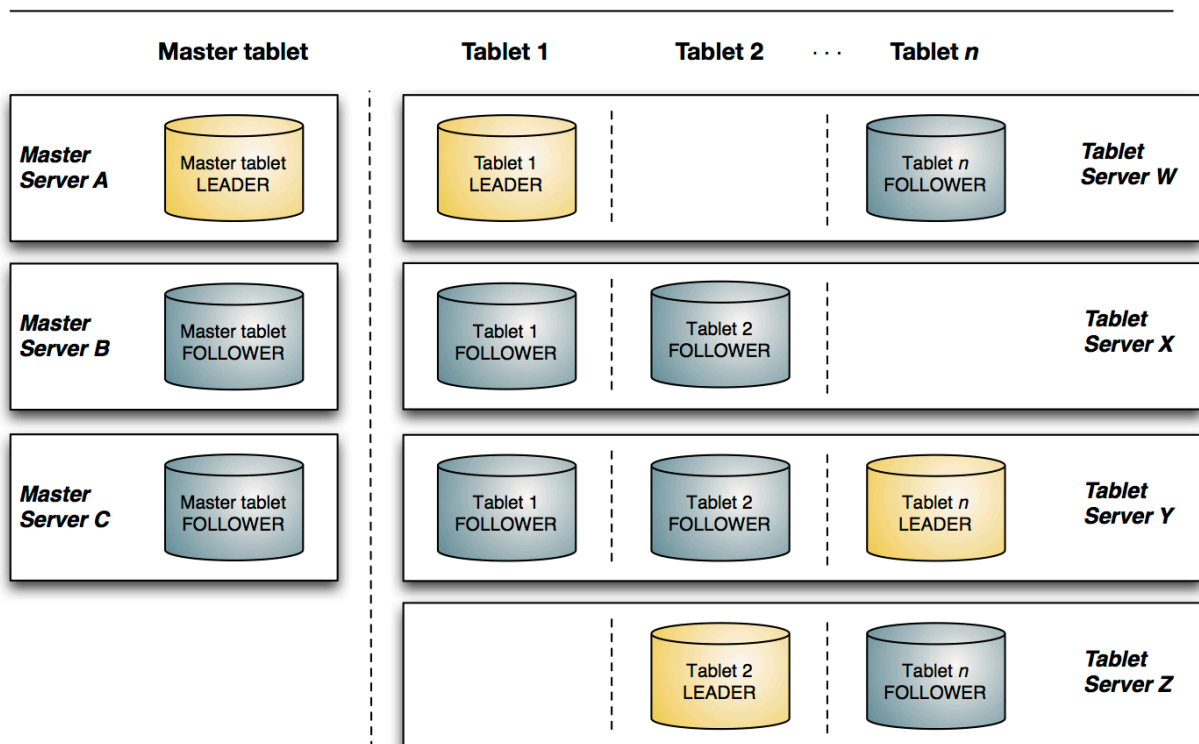 Master tablet Tablet 1 Tablet 2 · · · Tablet n
Master
Server A
Master tablet
LEADER
Tablet 1
LEADER
Tablet n
FOLLOWER
Tablet
Server W
Master
Server B
Master tablet
FOLLOWER
Tablet 1
FOLLOWER
Tablet 2
FOLLOWER
Tablet
Server X
Master
Server C
Master tablet
FOLLOWER
Tablet 1
FOLLOWER
Tablet 2
FOLLOWER
Tablet n
LEADER
Tablet
Server Y
Tablet 2
LEADER
Tablet n
FOLLOWER
Tablet
Server Z